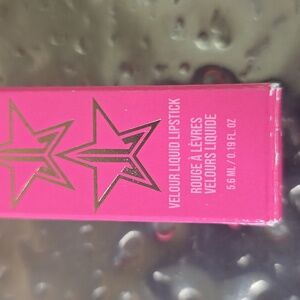 VELOUR LIQUID LIPSTICK
ROUGE À LÈVRES
VELOURS LIQUIDE
5.6 ML / 0.19 FL. OZ